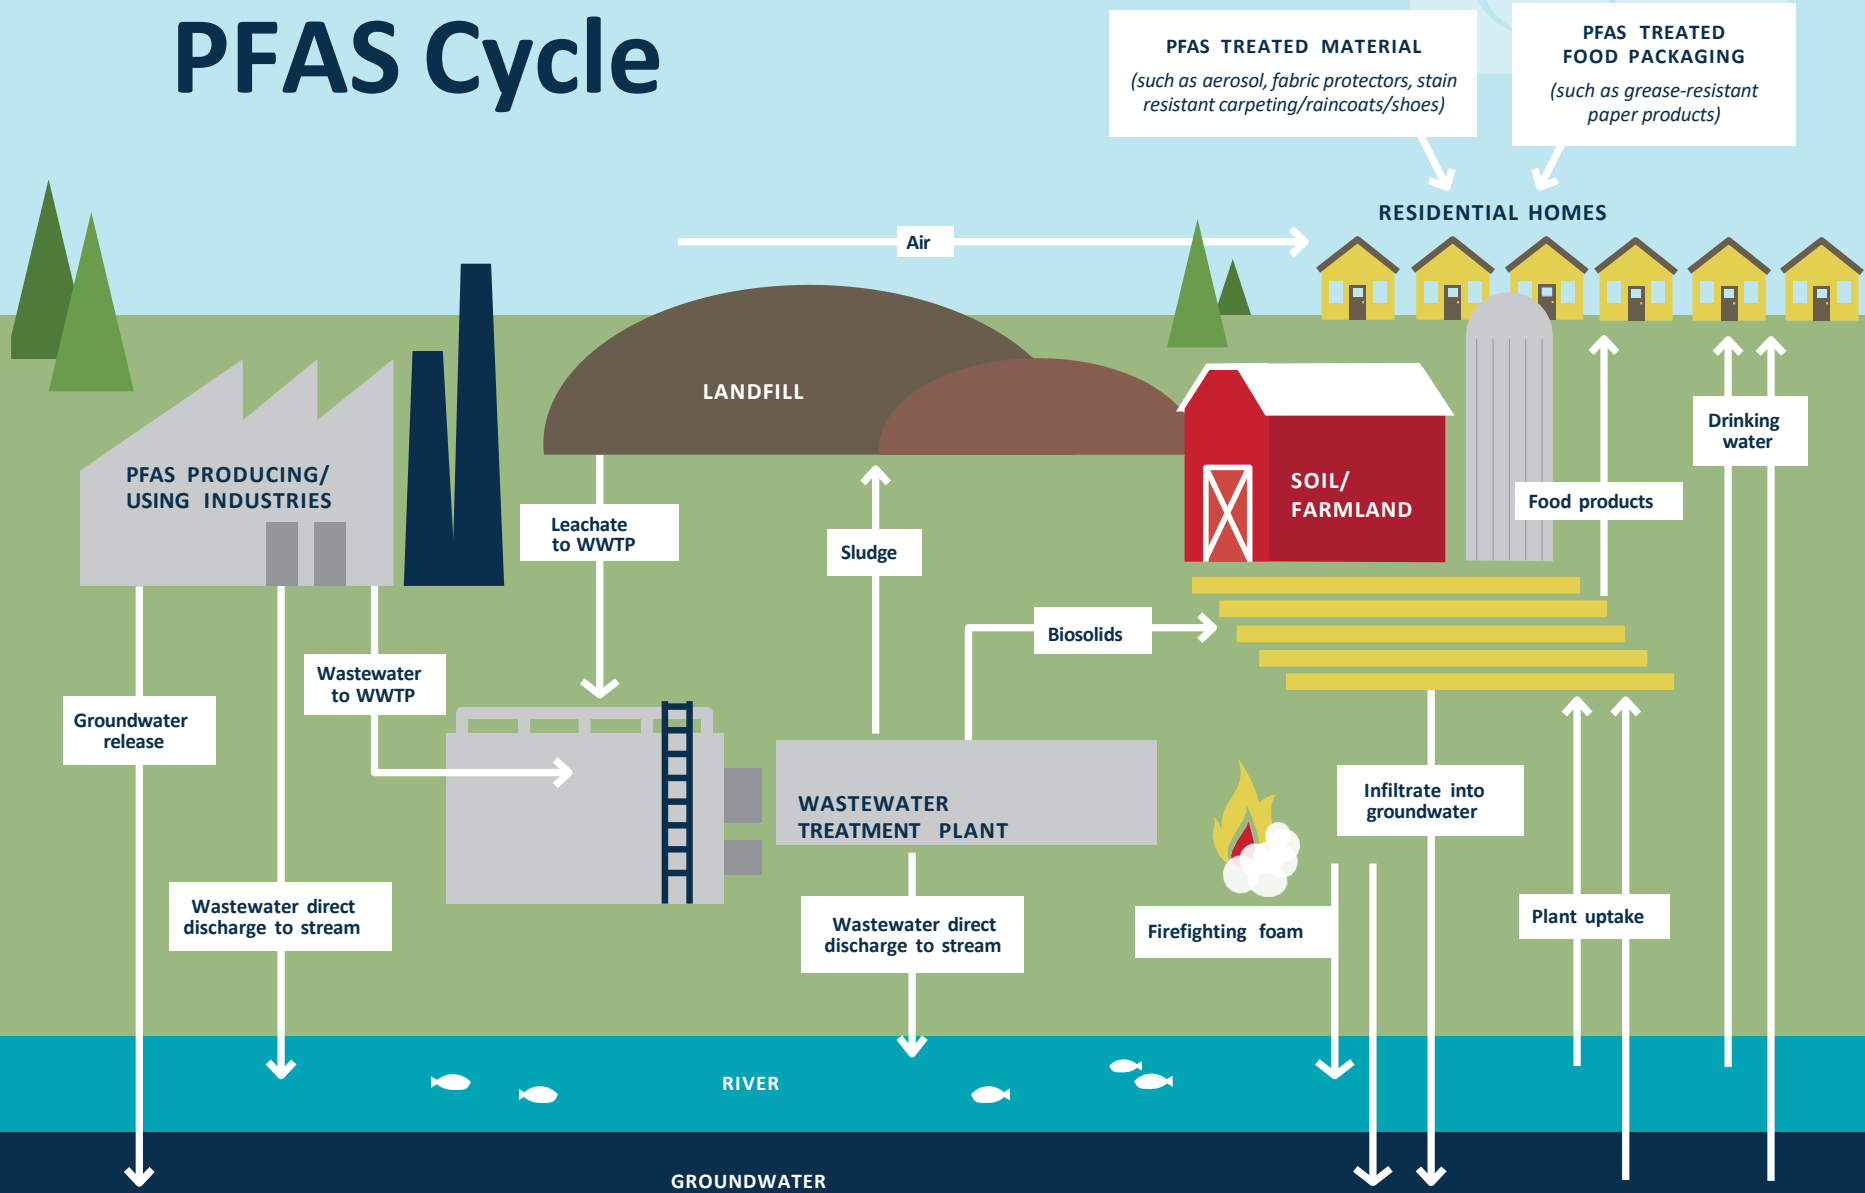 PFAS Cycle
PFAS TREATED MATERIAL
(such as aerosol, fabric protectors, stain
resistant carpeting/raincoats/shoes)
PFAS TREATED
FOOD PACKAGING
(such as grease-resistant
paper products)
RESIDENTIAL HOMES
Air
LANDFILL
PFAS PRODUCING/
USING INDUSTRIES
SOIL/
FARMLAND
Drinking
water
Food products
Leachate
to WWTP
Sludge
Biosolids
Wastewater
to WWTP
Groundwater
release
WASTEWATER
TREATMENT PLANT
Infiltrate into
groundwater
Wastewater direct
discharge to stream
Wastewater direct
discharge to stream
Firefighting foam
Plant uptake
RIVER
GROUNDWATER